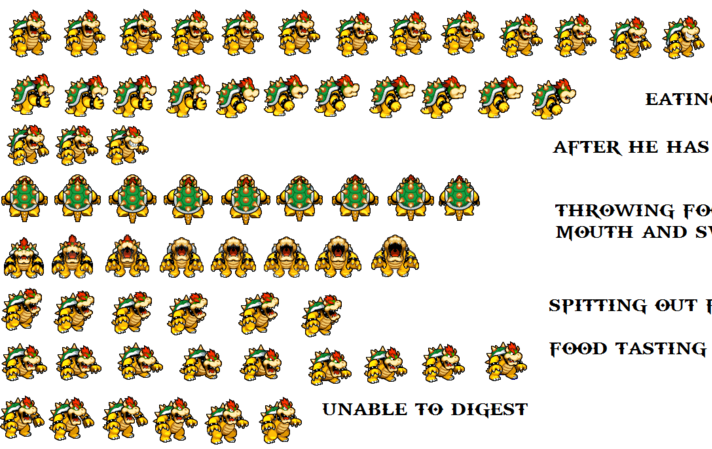 EATING
AFTER HE HAS
THROWING FO
MOUTH AND SW
SPITTING OUT F
FOOD TASTING
UNABLE TO DIGEST